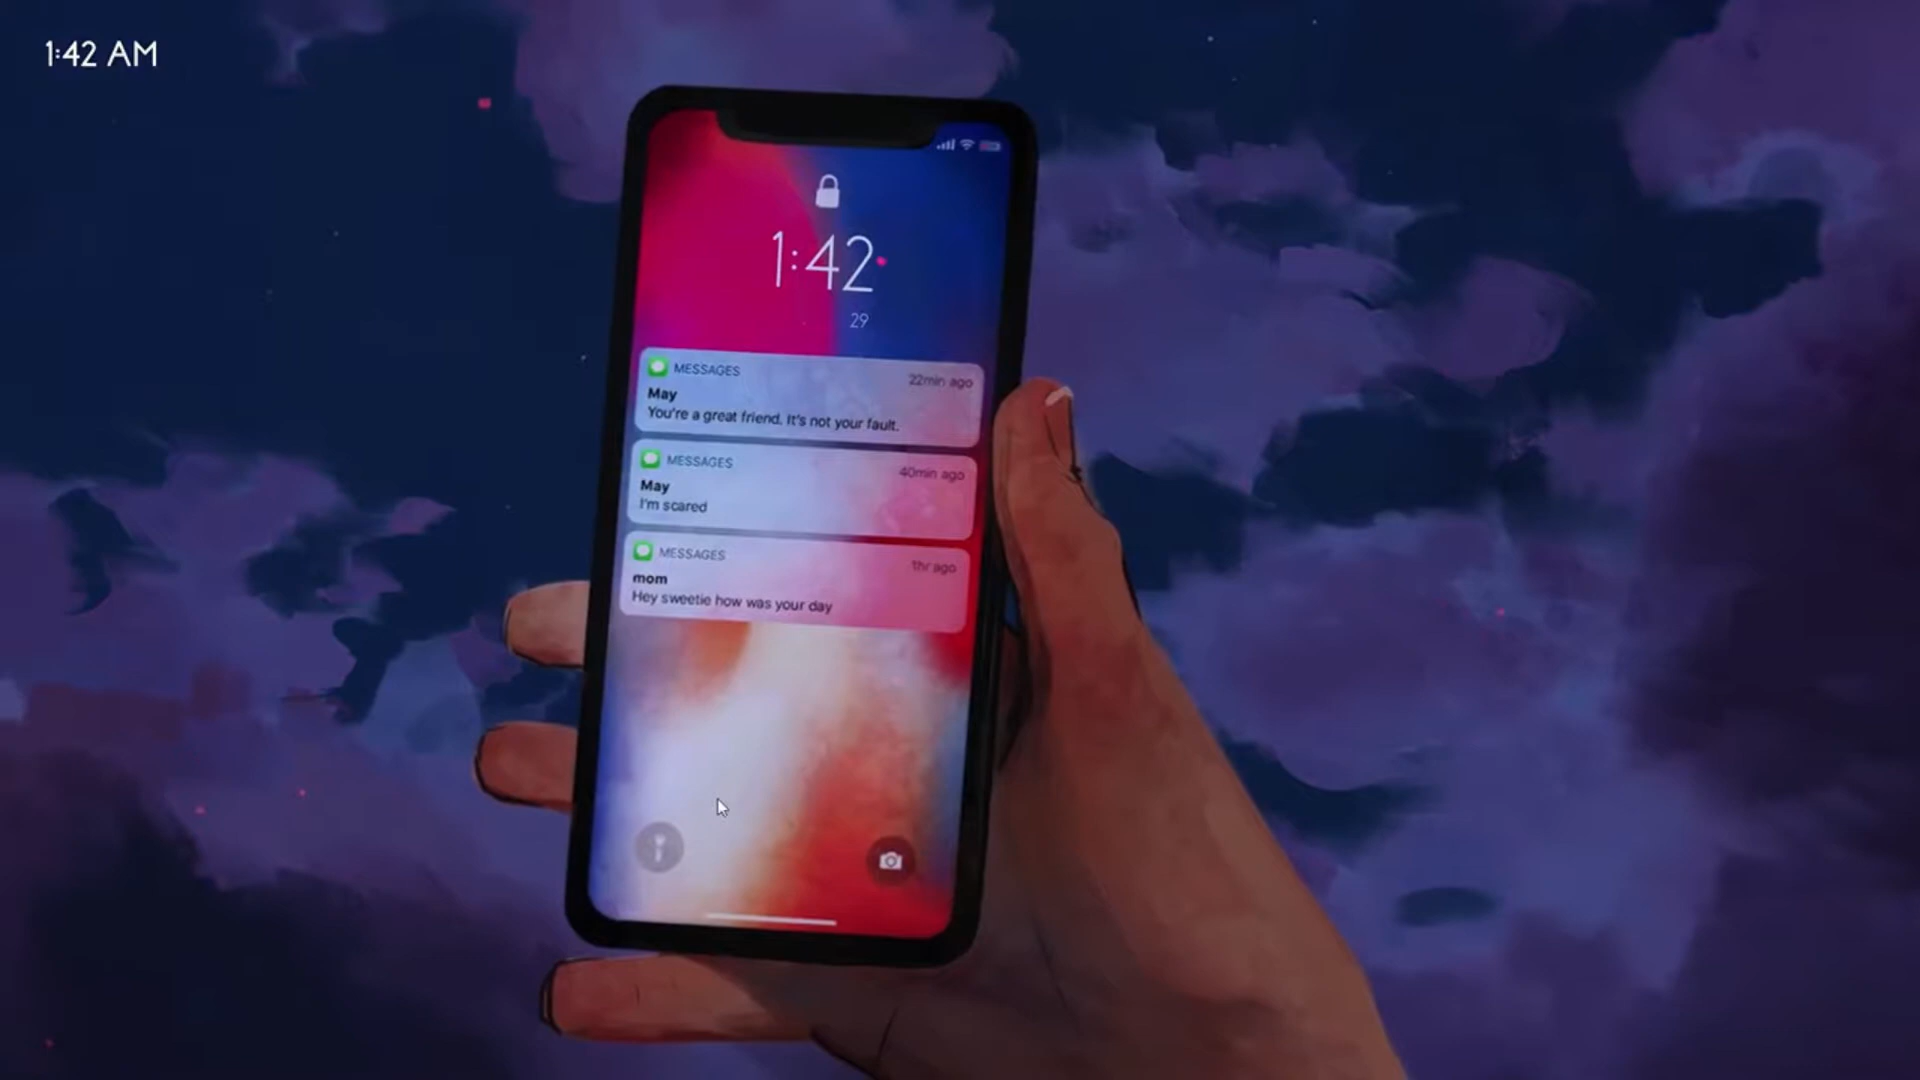 1:42 AM
1:42
29
MESSAGES
22min ago
May
You're a great friend. It's not your fault.
MESSAGES
40min ago
May
I'm scared
MESSAGES
1hr ago
mom
Hey sweetie how was your day